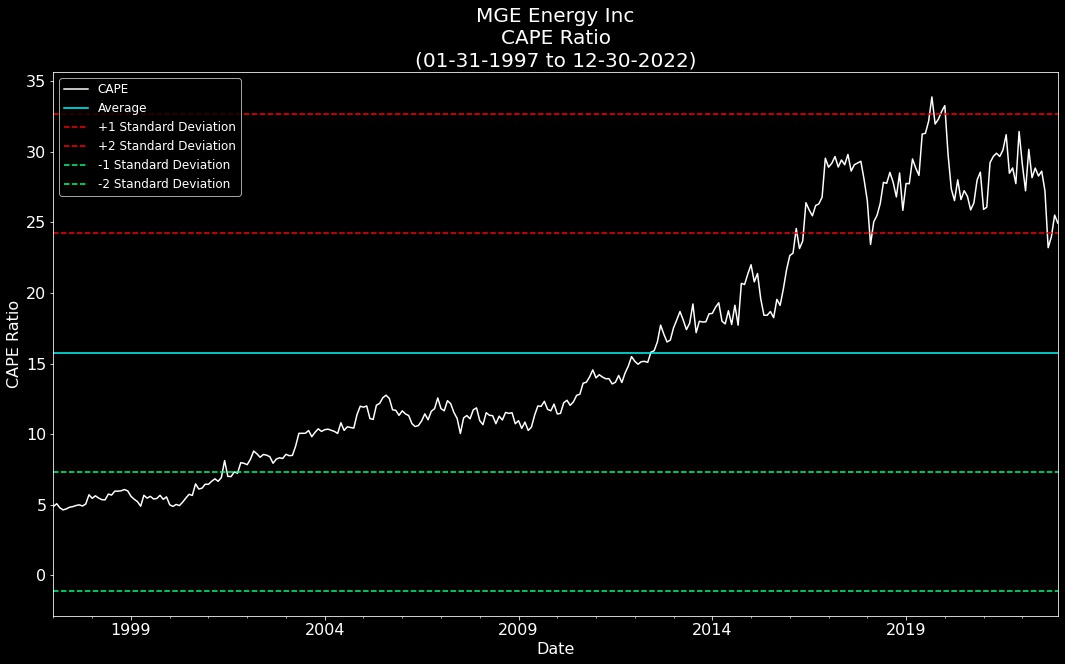 MGE Energy Inc
CAPE Ratio
(01-31-1997 to 12-30-2022)
CAPE
Average
+1 Standard Deviation
+2 Standard Deviation
-1 Standard Deviation
-2 Standard Deviation
35
30
25
20
15
10
5
0
CAPE Ratio
1999 2004 2009 2014 2019
Date